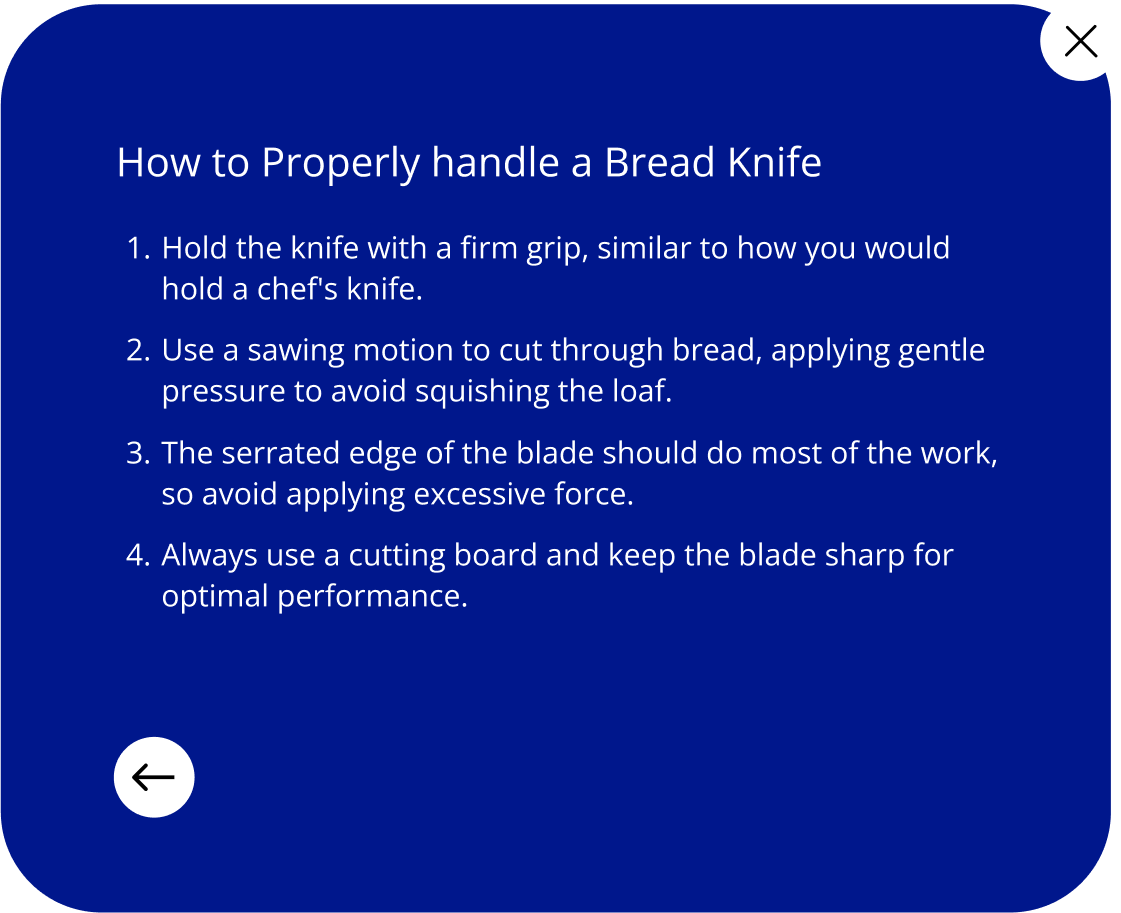 How to Properly handle a Bread Knife
1. Hold the knife with a firm grip, similar to how you would
hold a chef's knife.
2. Use a sawing motion to cut through bread, applying gentle
pressure to avoid squishing the loaf.
3. The serrated edge of the blade should do most of the work,
so avoid applying excessive force.
4. Always use a cutting board and keep the blade sharp for
optimal performance.